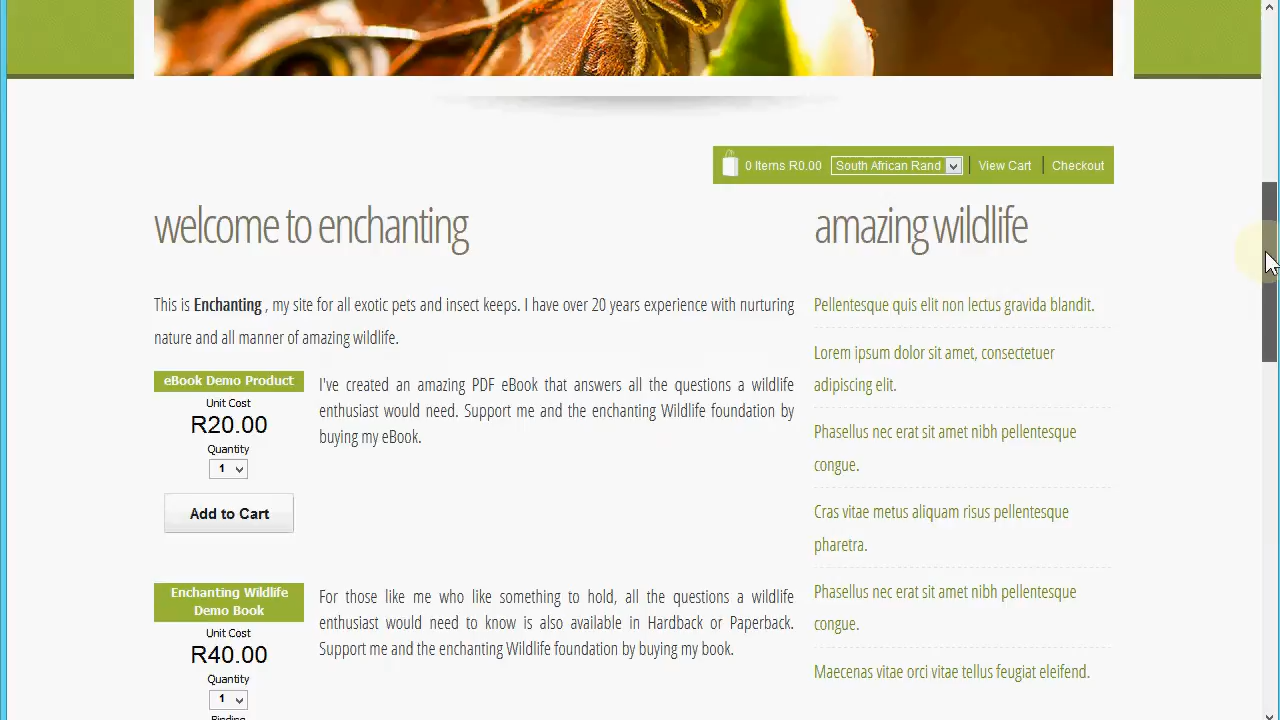 0 Items R0.00 South African Rand View Cart Checkout
welcome to enchanting
This is Enchanting , my site for all exotic pets and insect keeps. I have over 20 years experience with nurturing
nature and all manner of amazing wildlife.
eBook Demo Product
Unit Cost
R20.00
Quantity
1
Add to Cart
I've created an amazing PDF eBook that answers all the questions a wildlife
enthusiast would need. Support me and the enchanting Wildlife foundation by
buying my eBook.
Enchanting Wildlife
Demo Book
Unit Cost
R40.00
Quantity
1
Binding
For those like me who like something to hold, all the questions a wildlife
enthusiast would need to know is also available in Hardback or Paperback.
Support me and the enchanting Wildlife foundation by buying my book.
amazing wildlife
Pellentesque quis elit non lectus gravida blandit.
Lorem ipsum dolor sit amet, consectetuer
adipiscing elit.
Phasellus nec erat sit amet nibh pellentesque
congue.
Cras vitae metus aliquam risus pellentesque
pharetra.
Phasellus nec erat sit amet nibh pellentesque
congue.
Maecenas vitae orci vitae tellus feugiat eleifend.